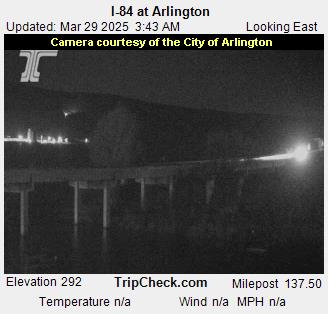 I-84 at Arlington
Updated: Mar 29 2025 3:43 AM Looking East
Camera courtesy of the City of Arlington
Elevation 292 TripCheck.com Milepost 137.50
Temperature n/a Wind n/a MPH n/a